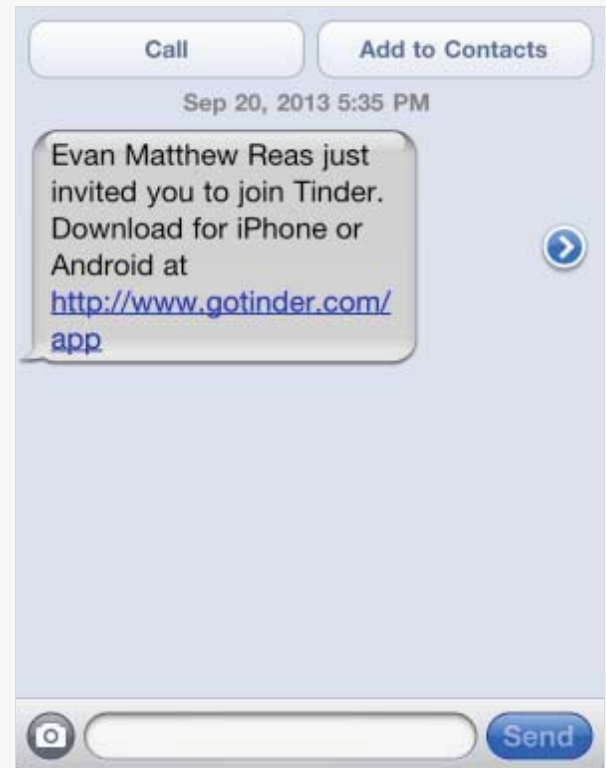 Call
Add to Contacts
Sep 20, 2013 5:35 PM
Evan Matthew Reas just
invited you to join Tinder.
Download for iPhone or
Android at
http://www.gotinder.com/
app
Send